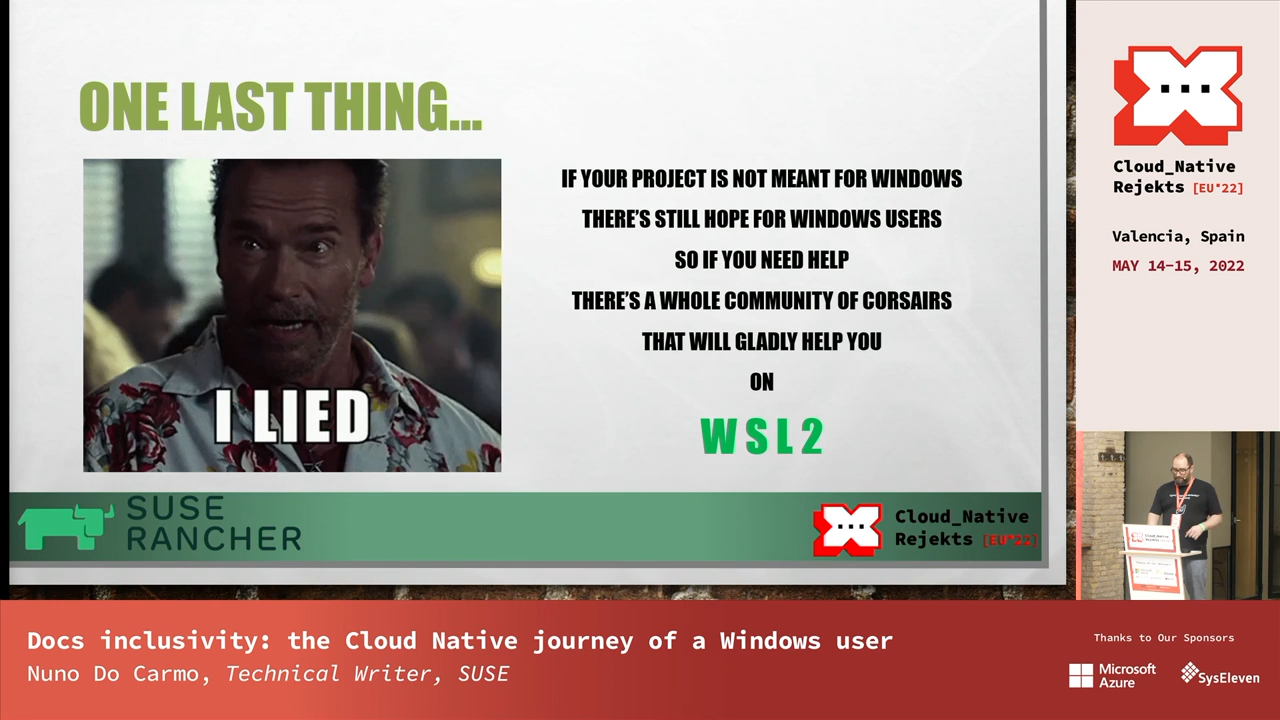 ONE LAST THING...
I LIED
IF YOUR PROJECT IS NOT MEANT FOR WINDOWS
THERE'S STILL HOPE FOR WINDOWS USERS
SO IF YOU NEED HELP
THERE'S A WHOLE COMMUNITY OF CORSAIRS
THAT WILL GLADLY HELP YOU
ON
WSL2
SUSE
RANCHER
Cloud_Native
Rejekts [EU*22]
Cloud_Native
Rejekts [EU*22]
Valencia, Spain
MAY 14-15, 2022
Docs inclusivity: the Cloud Native journey of a Windows user
Nuno Do Carmo, Technical Writer, SUSE
Thanks to Our Sponsors
Microsoft
Azure
SysEleven